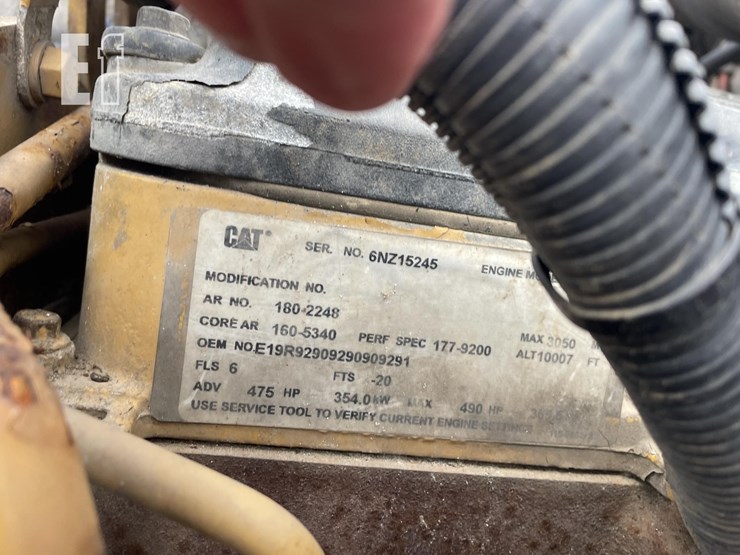 ET
CAT® SER. NO. 6NZ15245 ENGINE M
MODIFICATION NO.
AR NO. 180-2248
CORE AR 160-5340 PERF SPEC 177-9200 MAX 3050 M
OEM NO.E19R92909290909291 ALT10007 FT
FLS 6 FTS -20
ADV 475 HP 354.0 kW MAX 490 HP
USE SERVICE TOOL TO VERIFY CURRENT ENGINE